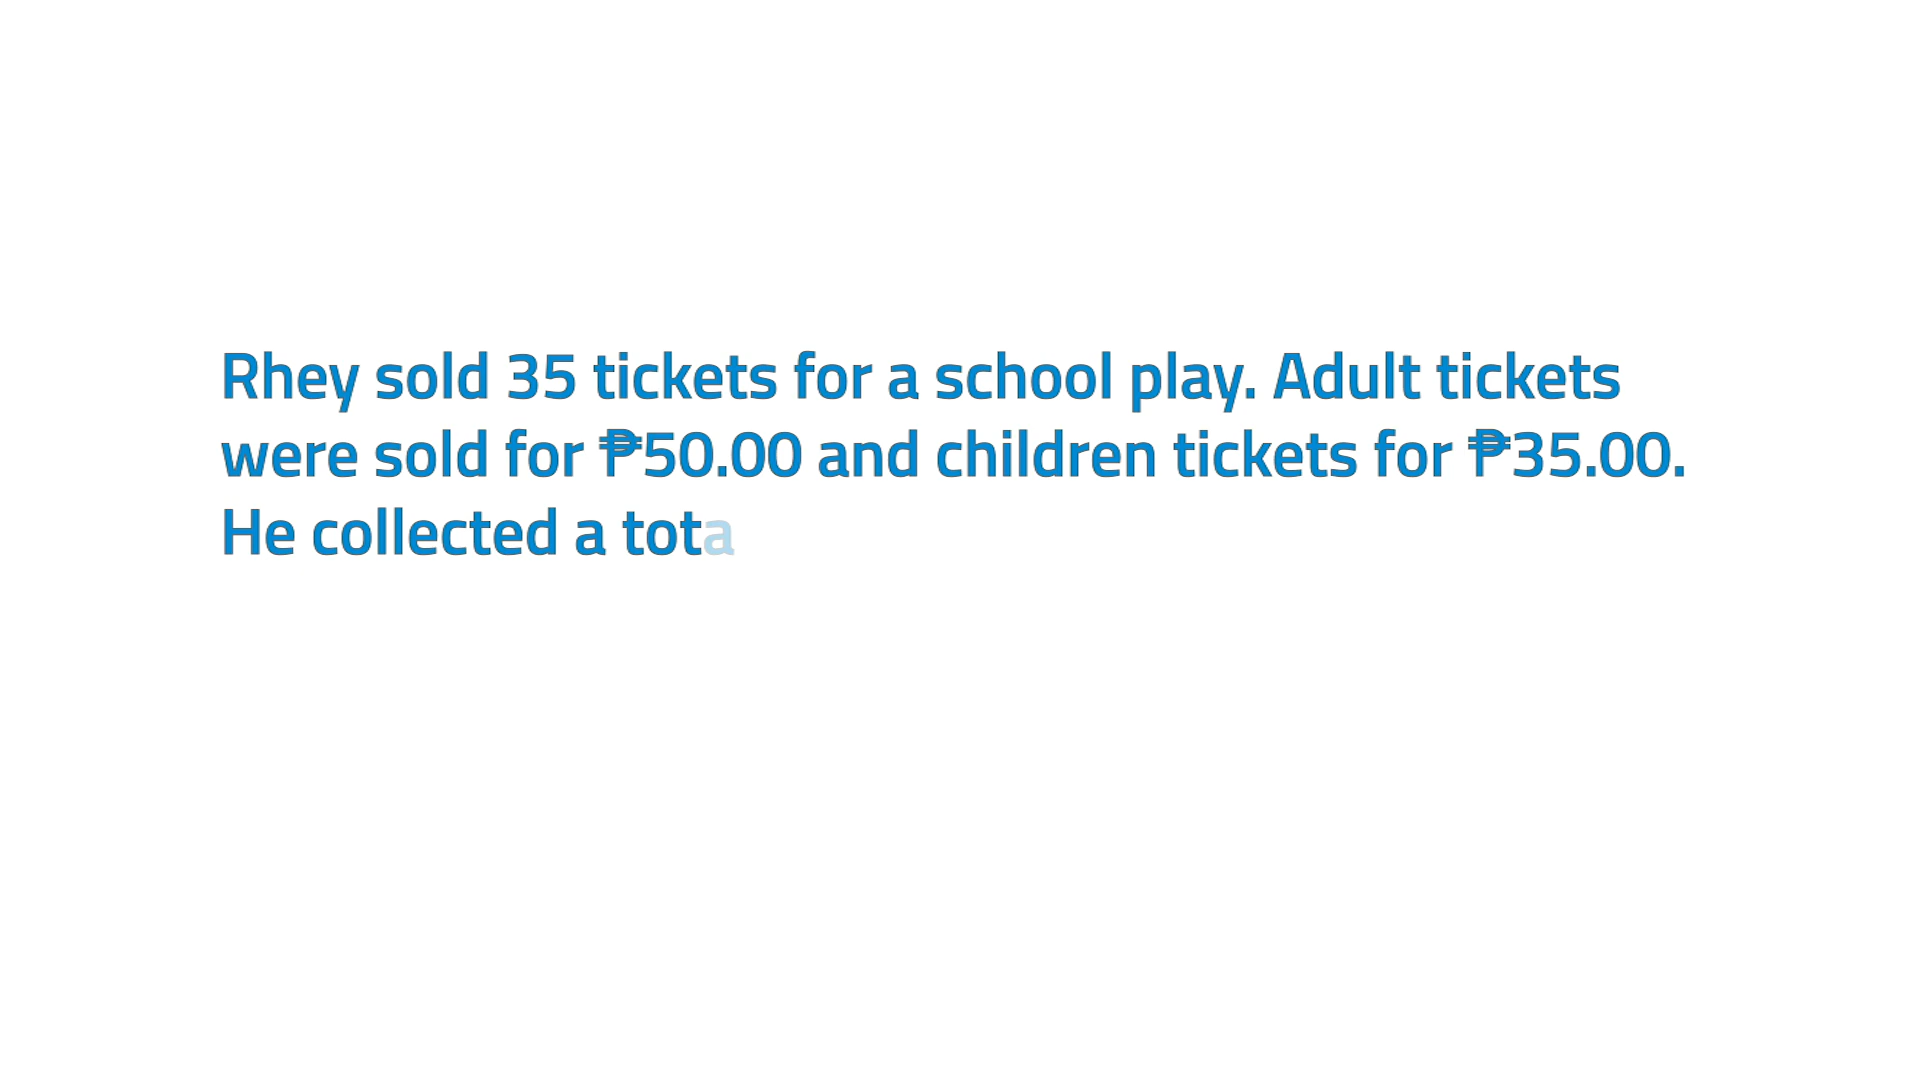 Rhey sold 35 tickets for a school play. Adult tickets
were sold for ₱50.00 and children tickets for ₱35.00.
He collected a tota